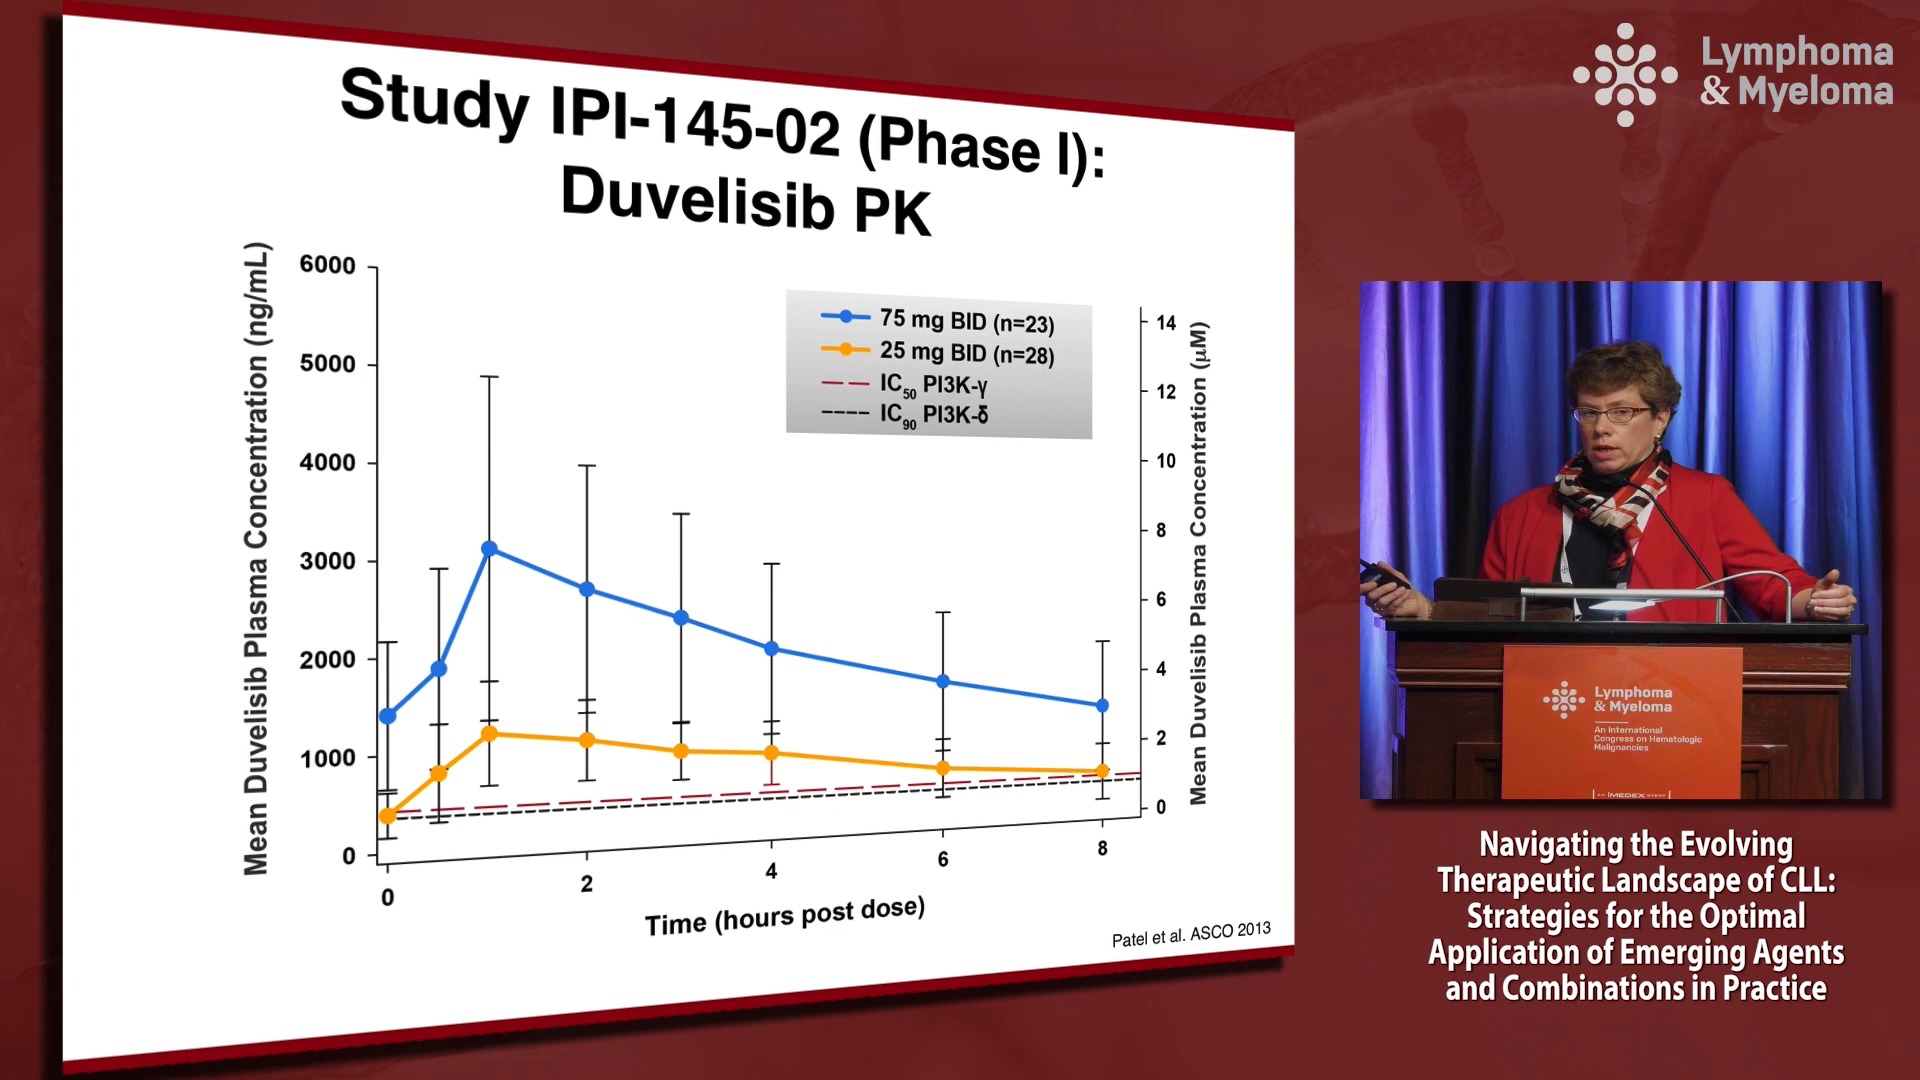 Study IPI-145-02 (Phase I):
Duvelisib PK
Mean Duvelisib Plasma Concentration (ng/mL)
6000
5000
4000
3000
2000
1000
0
75 mg BID (n=23)
25 mg BID (n=28)
IC50 PI3K-γ
IC90 PI3K-δ
14
12
10
8
6
4
2
0
Mean Duvelisib Plasma Concentration (μM)
0
2
4
6
8
Time (hours post dose)
Patel et al. ASCO 2013
Lymphoma
& Myeloma
Lymphoma
& Myeloma
An International
Congress on Hematologic
Malignancies
AN IMEDEX EVENT
Navigating the Evolving
Therapeutic Landscape of CLL:
Strategies for the Optimal
Application of Emerging Agents
and Combinations in Practice